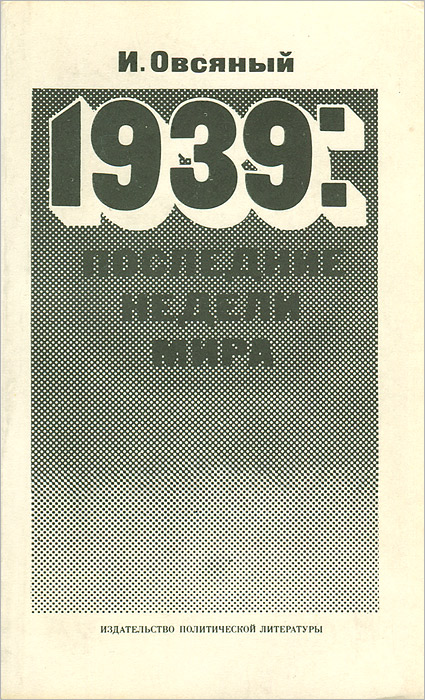 И. Овсяный
1939:
ПОСЛЕДНИЕ
НЕДЕЛИ
МИРА
ИЗДАТЕЛЬСТВО ПОЛИТИЧЕСКОЙ ЛИТЕРАТУРЫ